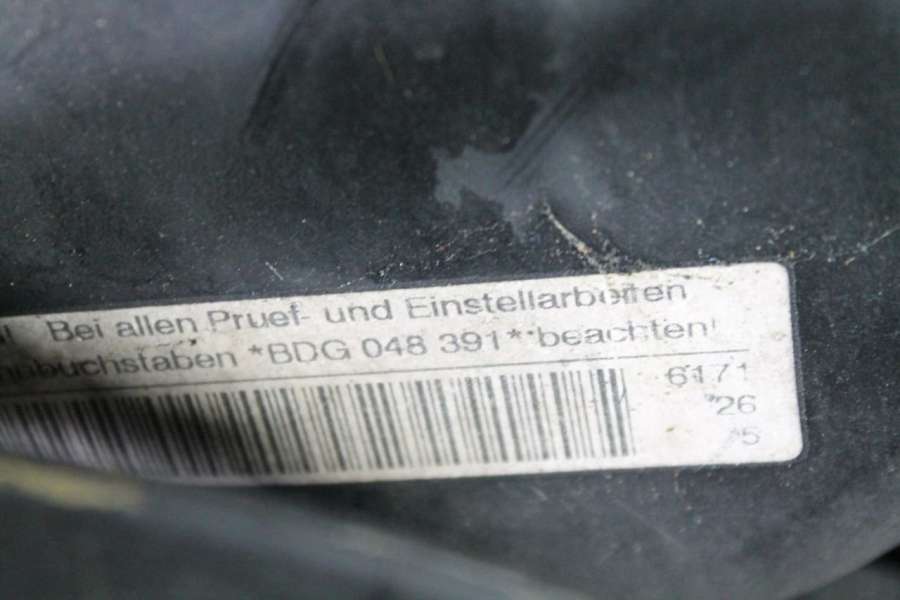 Bei allen Pruef- und Einstellarbeiten
*BDG 048 391* beachten!
6171
26